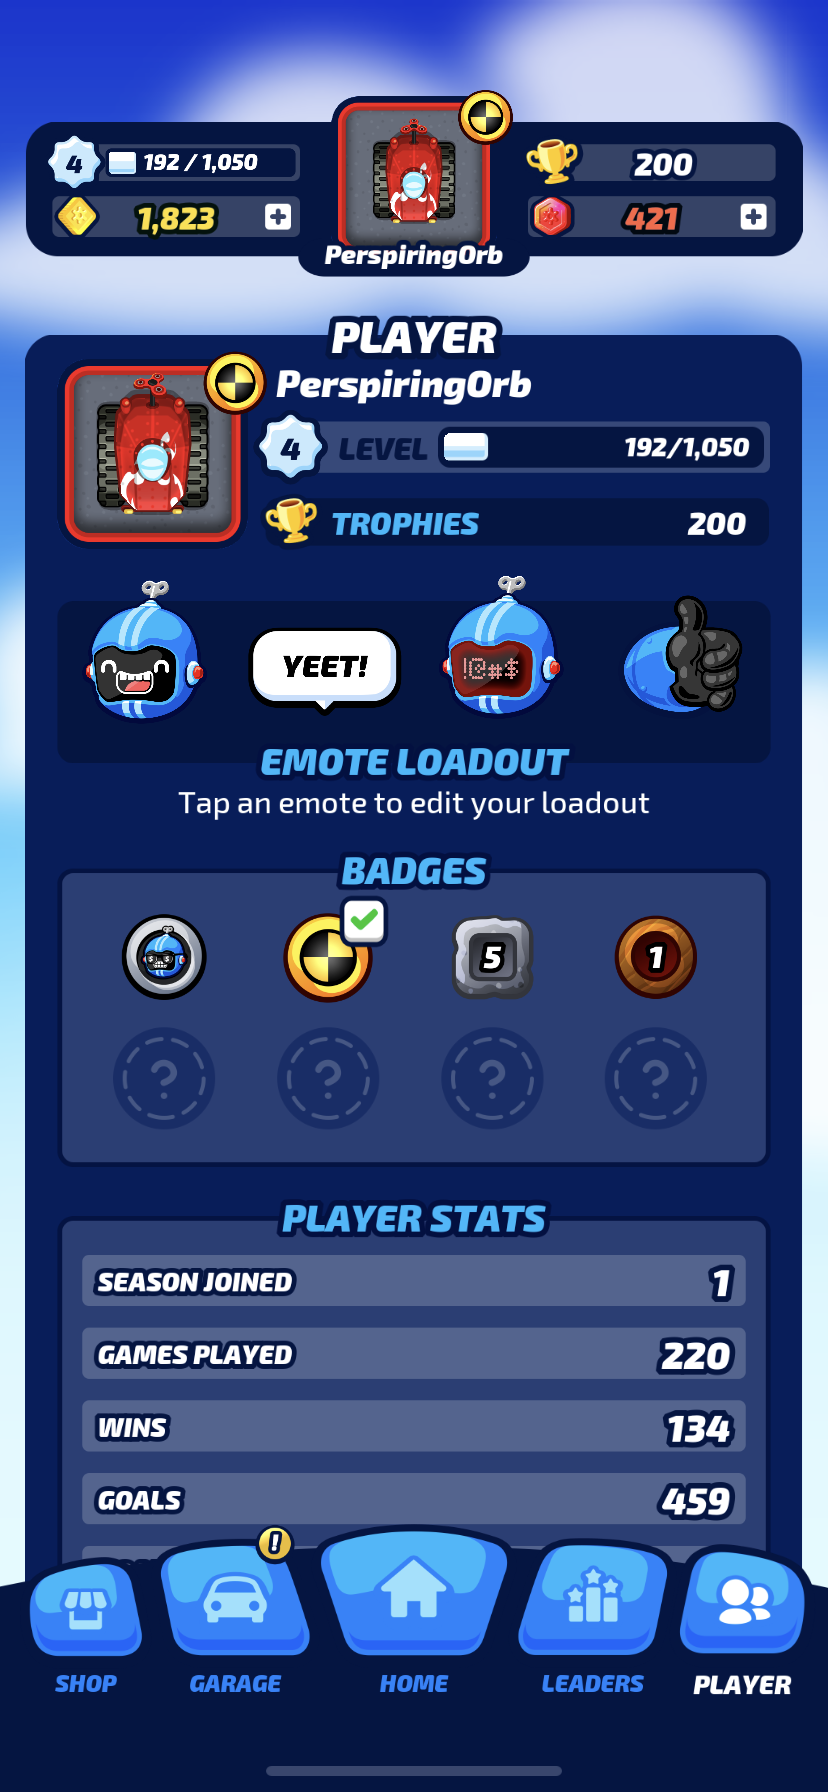 4
192 / 1,050
200
1,823
421
PerspiringOrb
PLAYER
PerspiringOrb
4 LEVEL 192/1,050
TROPHIES 200
YEET!
!@#$
EMOTE LOADOUT
Tap an emote to edit your loadout
BADGES
5 1
? ? ? ?
PLAYER STATS
SEASON JOINED 1
GAMES PLAYED 220
WINS 134
GOALS 459
!
SHOP GARAGE HOME LEADERS PLAYER